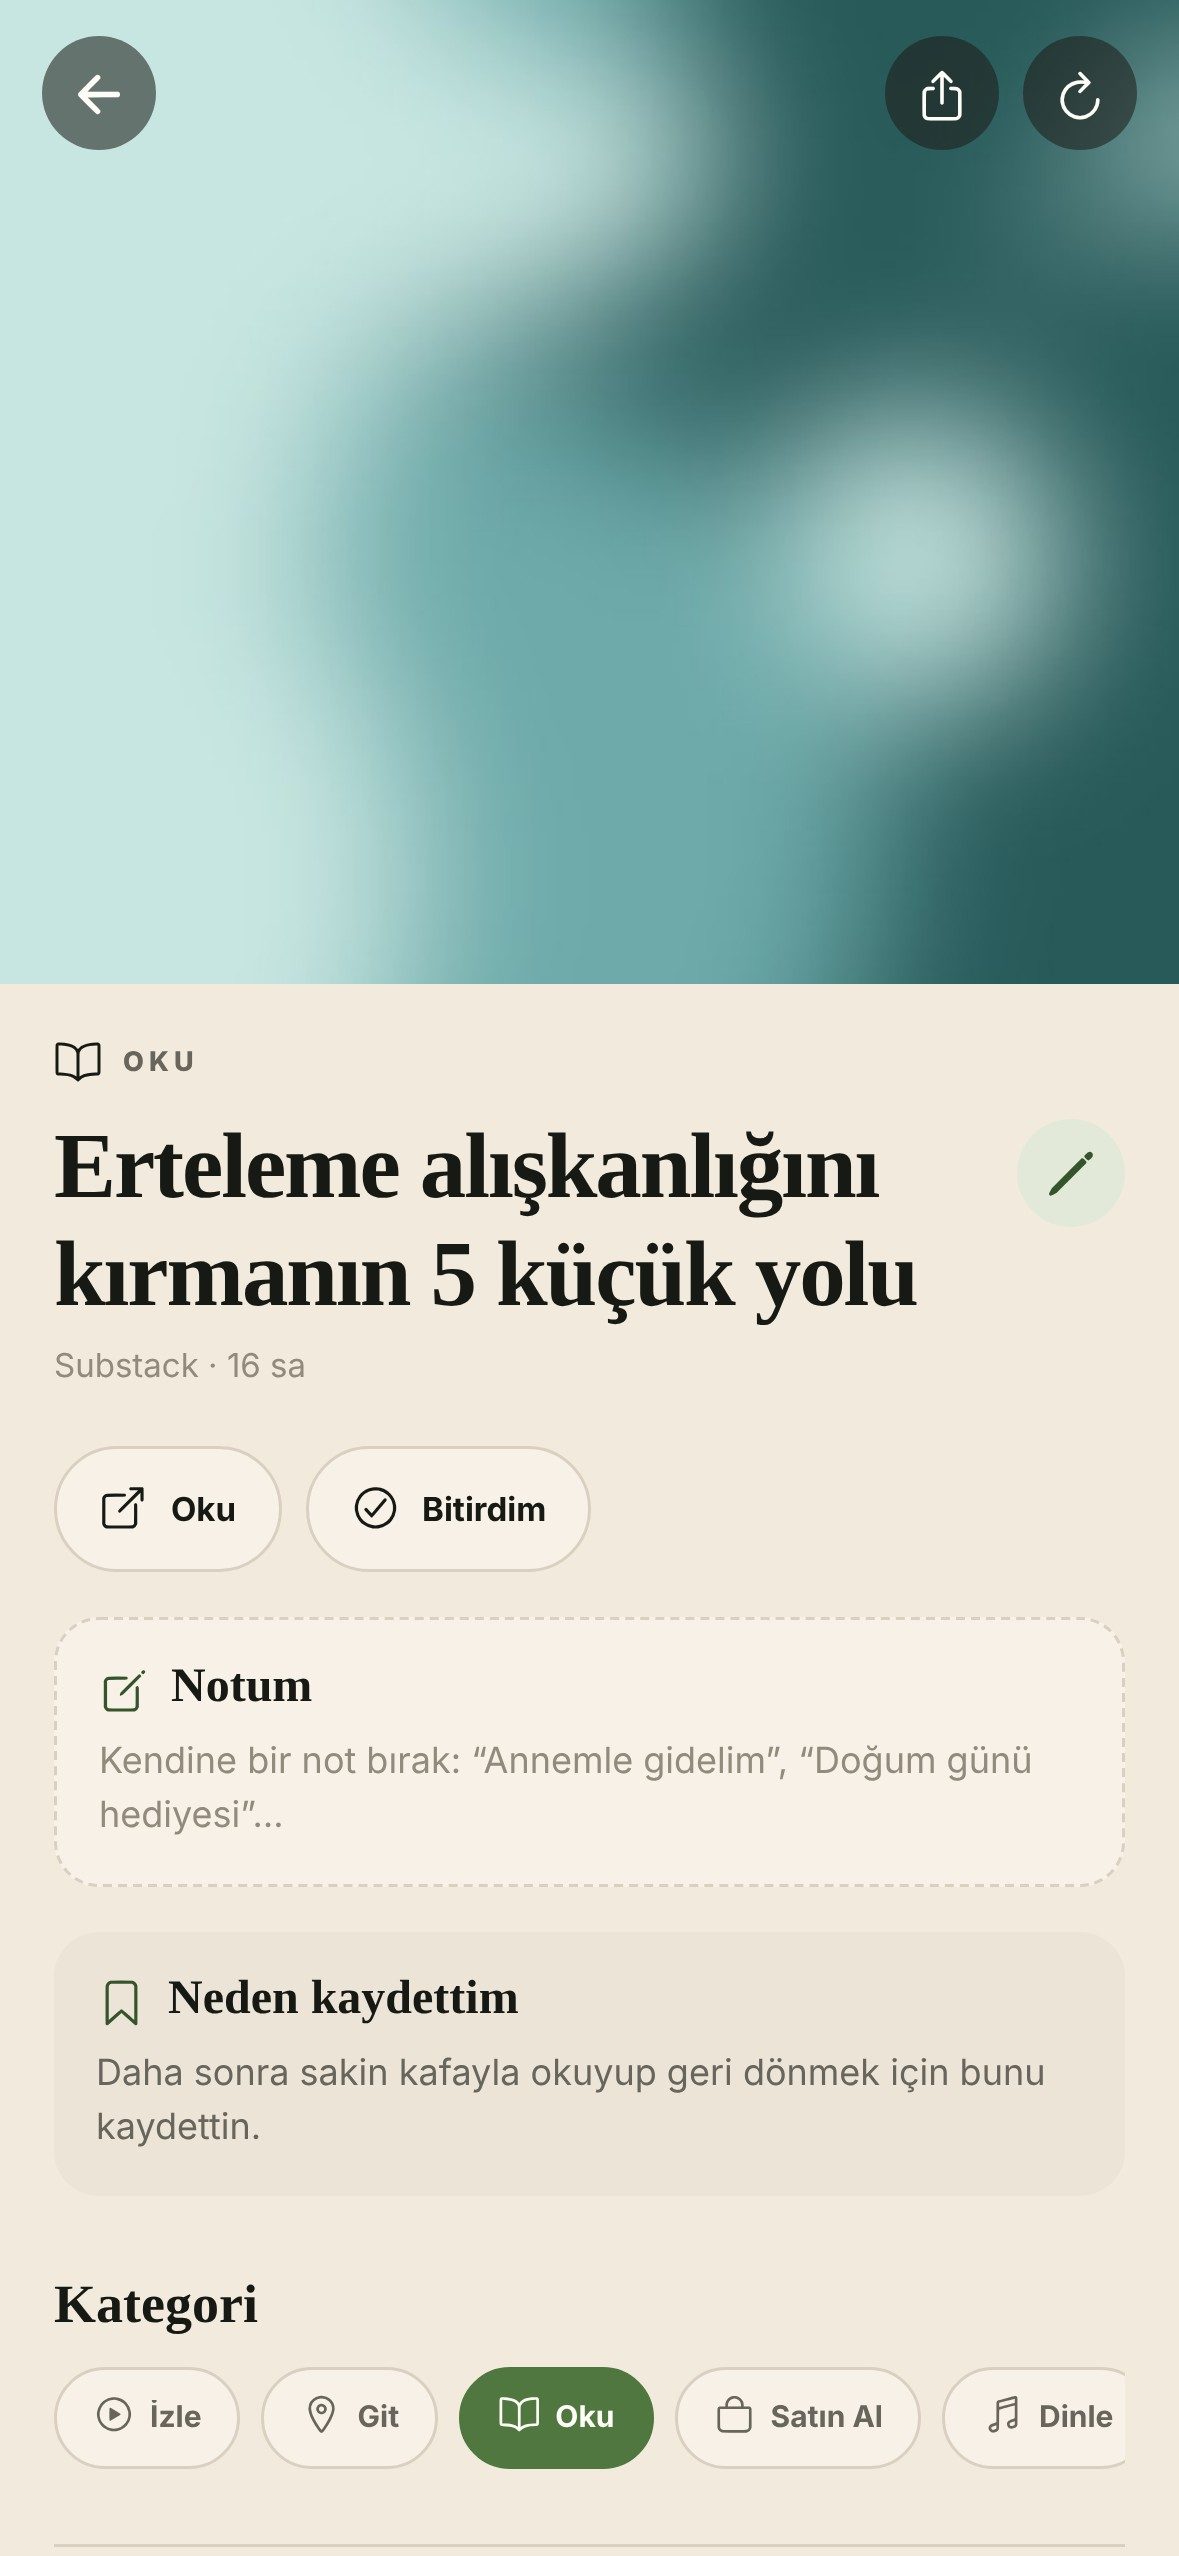 OKU
Erteleme alışkanlığını
kırmanın 5 küçük yolu
Substack · 16 sa
Oku
Bitirdim
Notum
Kendine bir not bırak: “Annemle gidelim”, “Doğum günü
hediyesi”...
Neden kaydettim
Daha sonra sakin kafayla okuyup geri dönmek için bunu
kaydettin.
Kategori
İzle
Git
Oku
Satın Al
Dinle